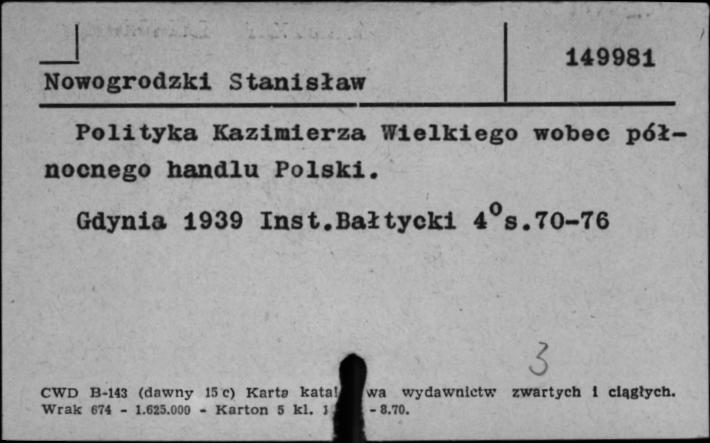 149981
Nowogrodzki Stanisław
Polityka Kazimierza Wielkiego wobec pół-
nocnego handlu Polski.
Gdynia 1939 Inst.Bałtycki 4°s.70-76
3
CWD B-143 (dawny 15 c) Karta katal wa wydawnictw zwartych i ciągłych.
Wrak 674 - 1.625.000 - Karton 5 kl. - 8.70.